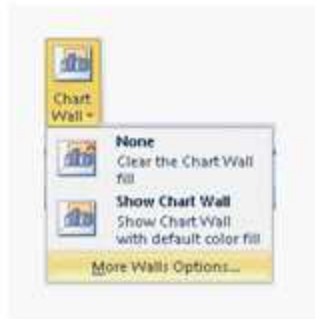 Chart
Wall
None
Clear the Chart Wall
fill
Show Chart Wall
Show Chart Wall
with default color fill
More Walls Options...